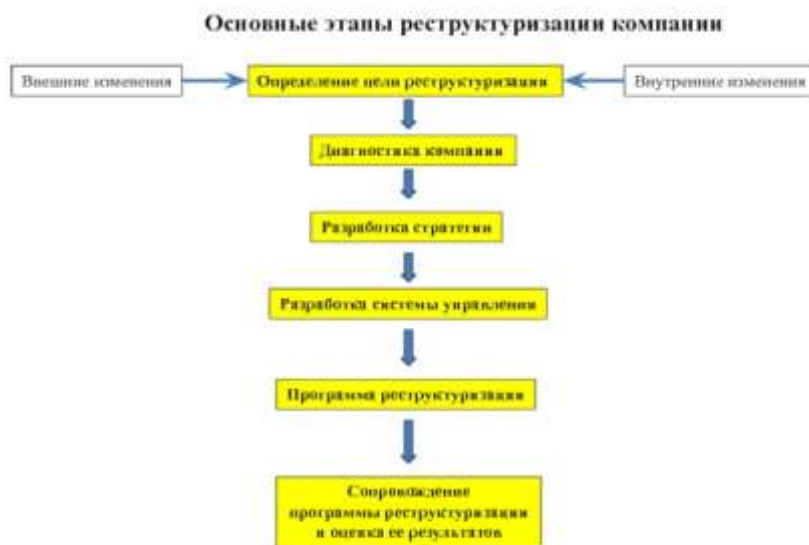 Основные этапы реструктуризации компании
Внешние изменения
Определение цели реструктуризации
Внутренние изменения
Диагностика компании
Разработка стратегии
Разработка системы управления
Программа реструктуризации
Сопровождение
программы реструктуризации
и оценка ее результатов